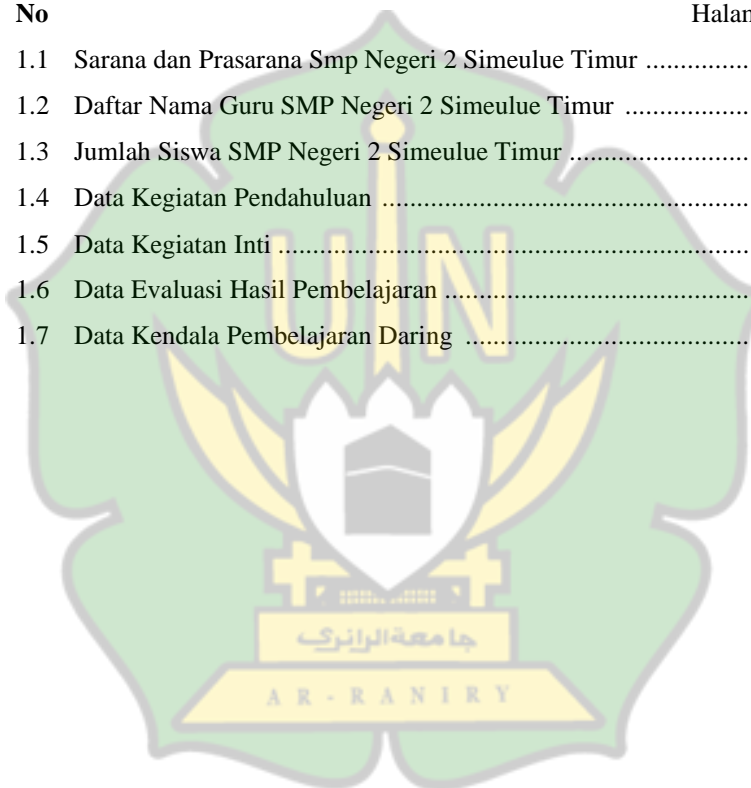 No
1.1 Sarana dan Prasarana Smp Negeri 2 Simeulue Timur ...............
1.2 Daftar Nama Guru SMP Negeri 2 Simeulue Timur ..................
1.3 Jumlah Siswa SMP Negeri 2 Simeulue Timur ..........................
1.4 Data Kegiatan Pendahuluan .....................................................
1.5 Data Kegiatan Inti ....................................................................
1.6 Data Evaluasi Hasil Pembelajaran ............................................
1.7 Data Kendala Pembelajaran Daring .........................................
UIN
جامعةالرانري
AR-RANIRY